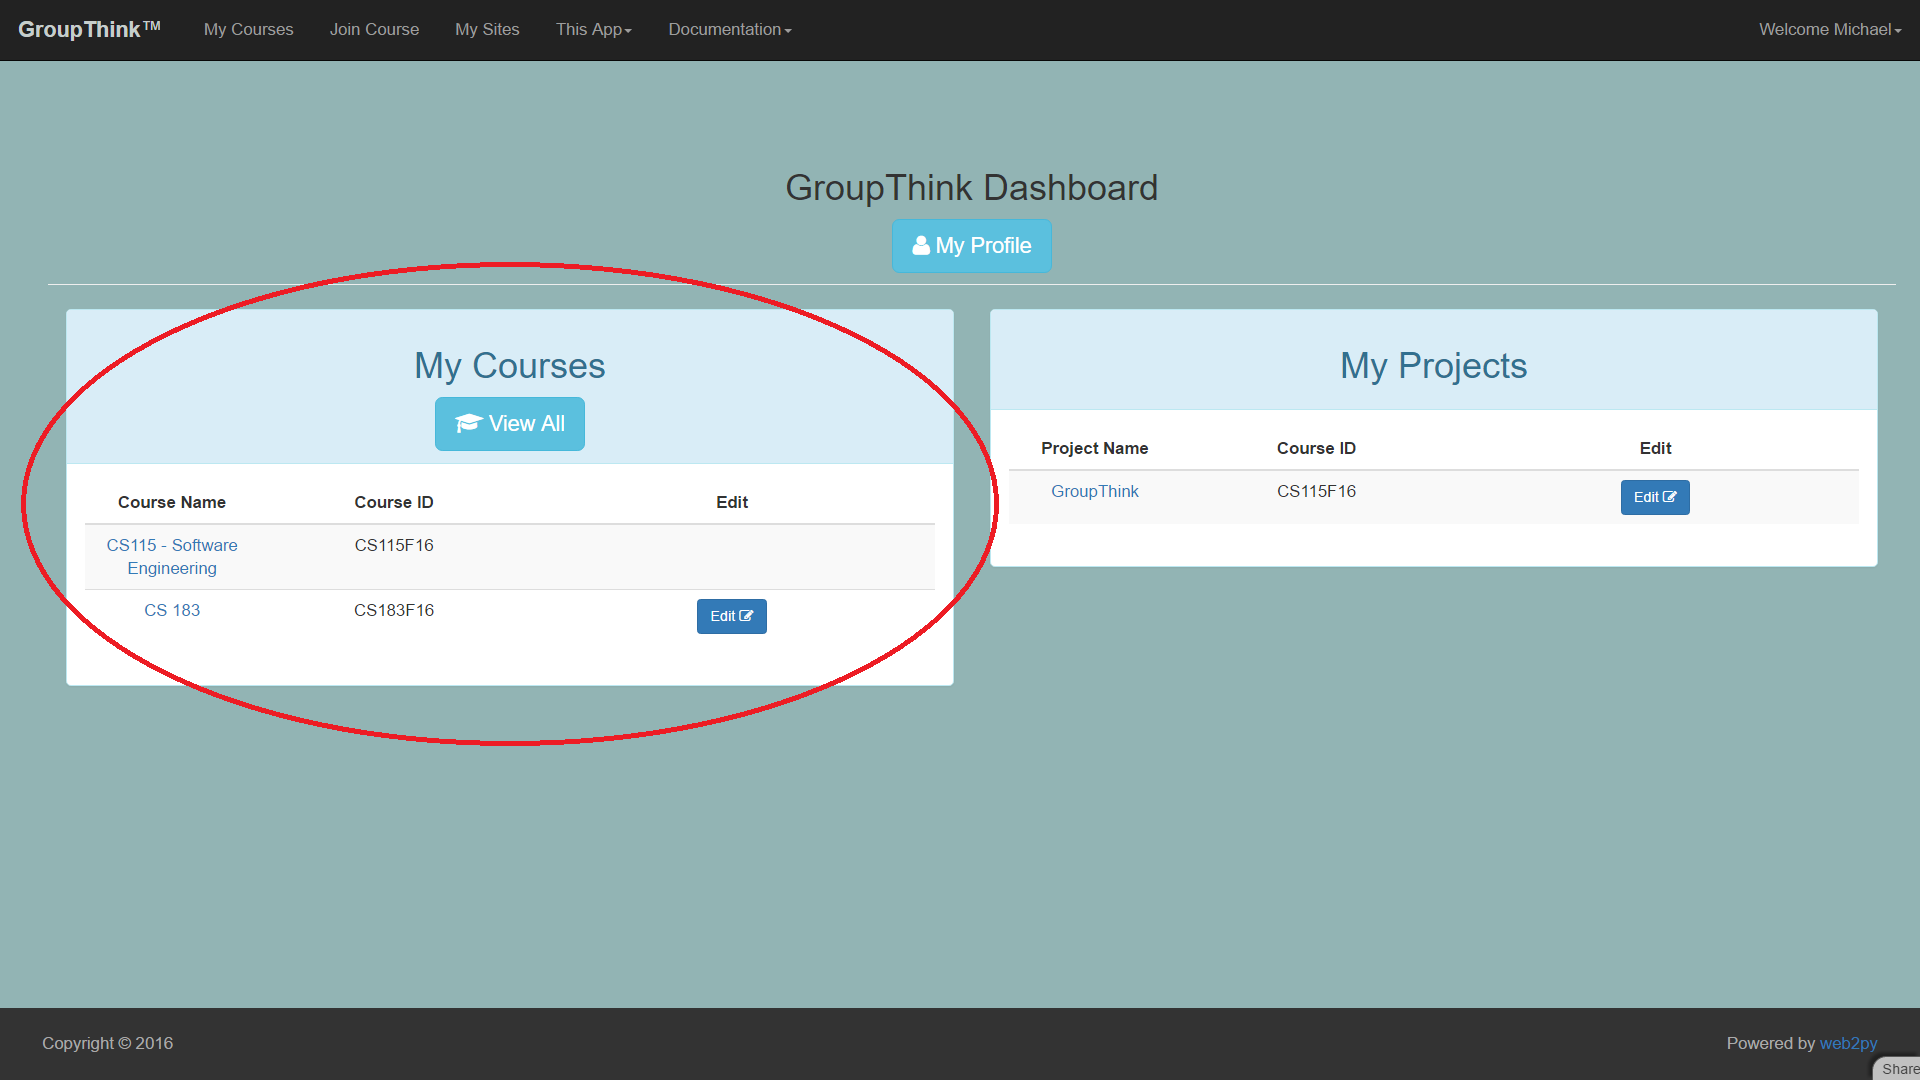 GroupThink™ My Courses Join Course My Sites This App Documentation Welcome Michael
GroupThink Dashboard
My Profile
My Courses
View All
Course Name Course ID Edit
CS115 - Software Engineering CS115F16
CS 183 CS183F16 Edit
My Projects
Project Name Course ID Edit
GroupThink CS115F16 Edit
Copyright © 2016
Powered by web2py
Share